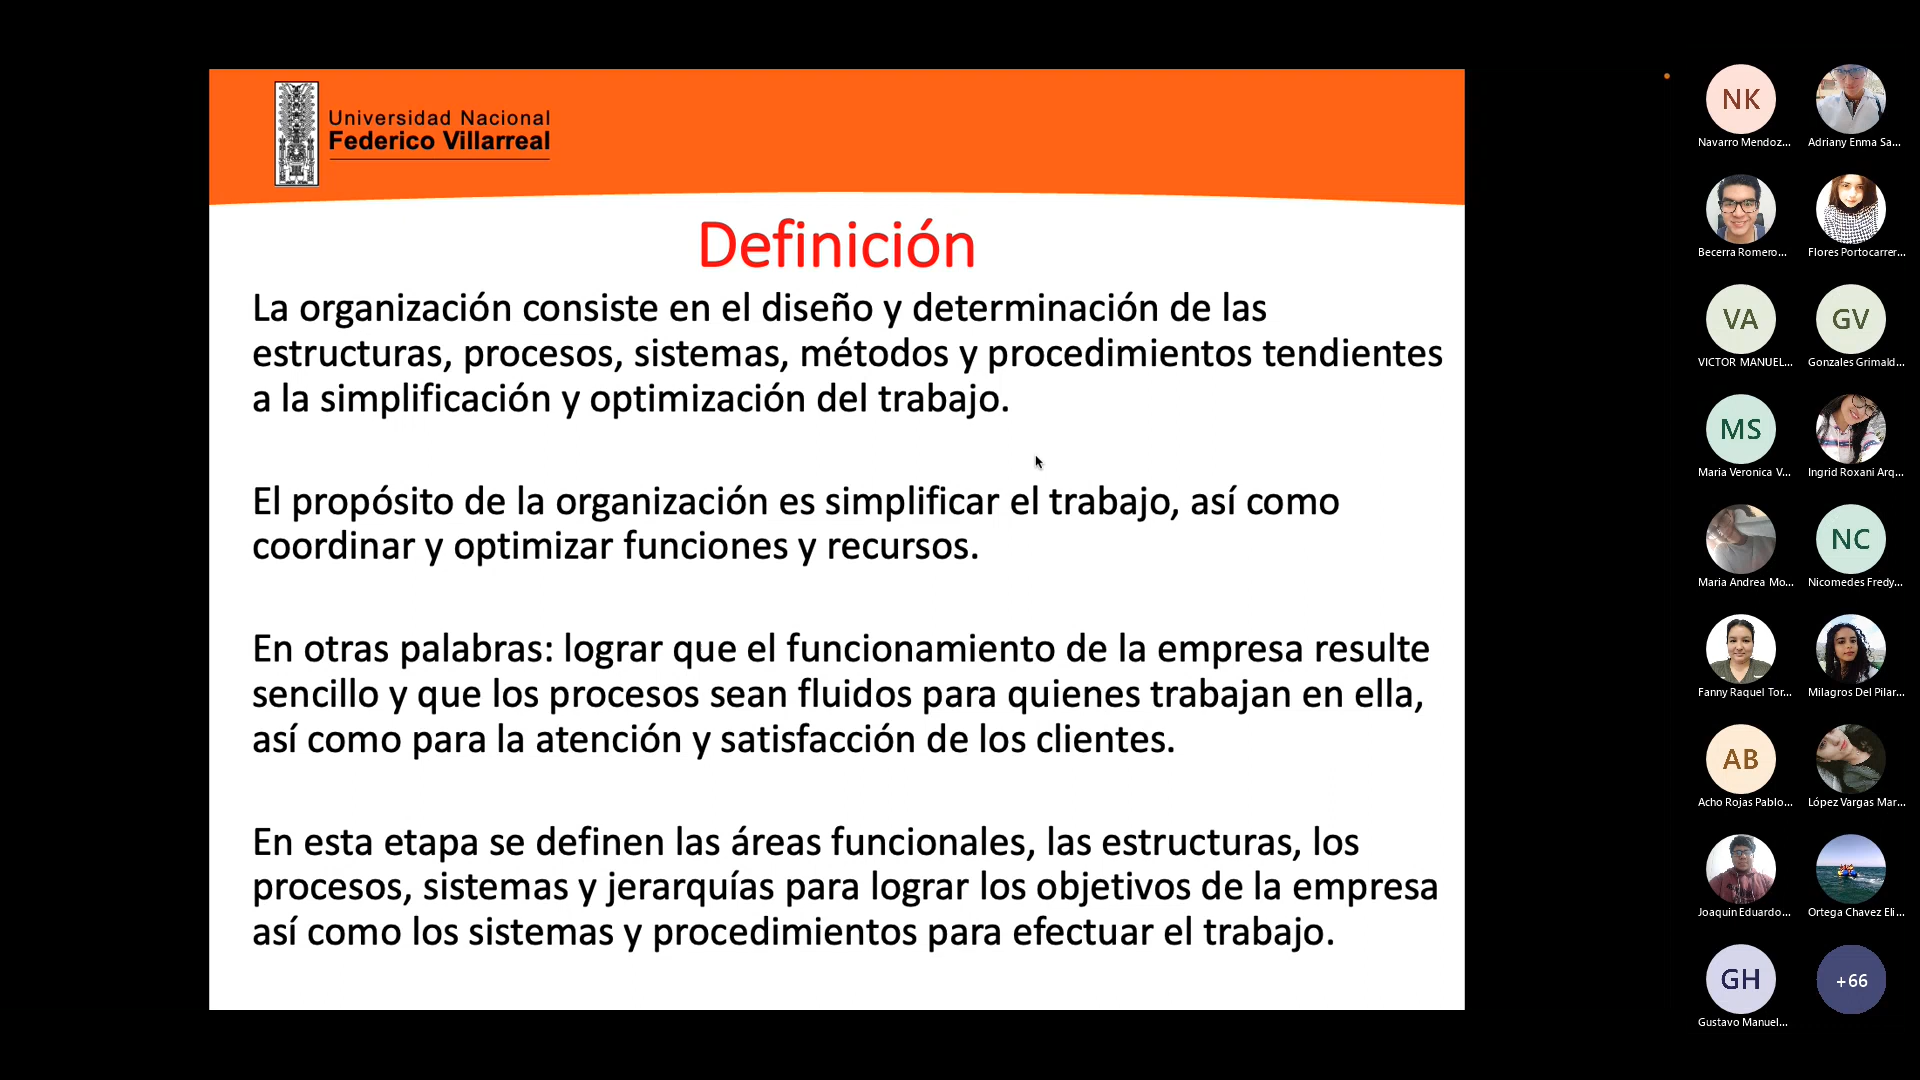 Universidad Nacional
Federico Villarreal
Definición
La organización consiste en el diseño y determinación de las
estructuras, procesos, sistemas, métodos y procedimientos tendientes
a la simplificación y optimización del trabajo.
El propósito de la organización es simplificar el trabajo, así como
coordinar y optimizar funciones y recursos.
En otras palabras: lograr que el funcionamiento de la empresa resulte
sencillo y que los procesos sean fluidos para quienes trabajan en ella,
así como para la atención y satisfacción de los clientes.
En esta etapa se definen las áreas funcionales, las estructuras, los
procesos, sistemas y jerarquías para lograr los objetivos de la empresa
así como los sistemas y procedimientos para efectuar el trabajo.
NK
Navarro Mendoz...
Adriany Enma Sa...
Becerra Romero...
Flores Portocarrer...
VA
VICTOR MANUEL...
GV
Gonzales Grimald...
MS
Maria Veronica V...
Ingrid Roxani Arq...
Maria Andrea Mo...
NC
Nicomedes Fredy...
Fanny Raquel Tor...
Milagros Del Pilar...
AB
Acho Rojas Pablo...
López Vargas Mar...
Joaquin Eduardo...
Ortega Chavez Eli...
GH
Gustavo Manuel...
+66